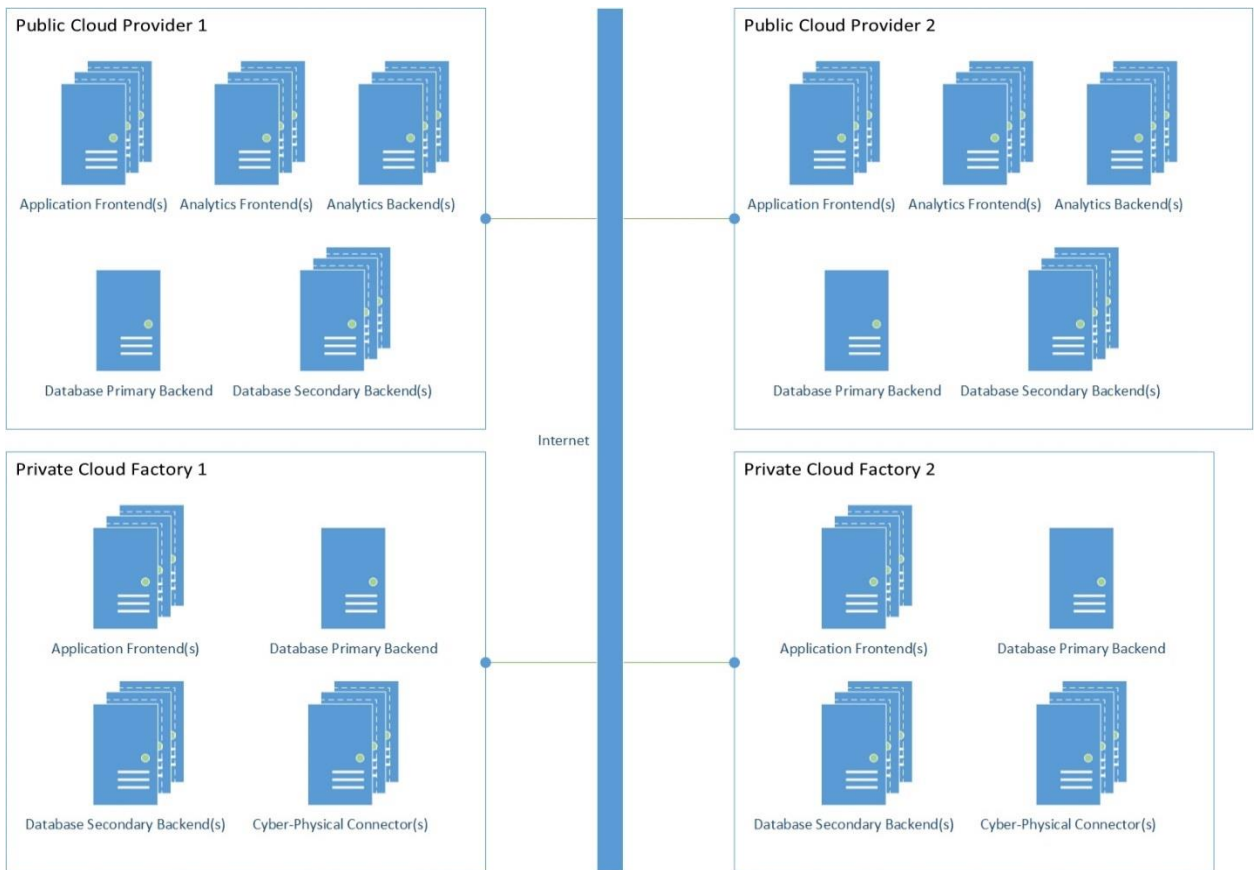 Public Cloud Provider 1
Application Frontend(s)
Analytics Frontend(s)
Analytics Backend(s)
Database Primary Backend
Database Secondary Backend(s)
Public Cloud Provider 2
Application Frontend(s)
Analytics Frontend(s)
Analytics Backend(s)
Database Primary Backend
Database Secondary Backend(s)
Internet
Private Cloud Factory 1
Application Frontend(s)
Database Primary Backend
Database Secondary Backend(s)
Cyber-Physical Connector(s)
Private Cloud Factory 2
Application Frontend(s)
Database Primary Backend
Database Secondary Backend(s)
Cyber-Physical Connector(s)